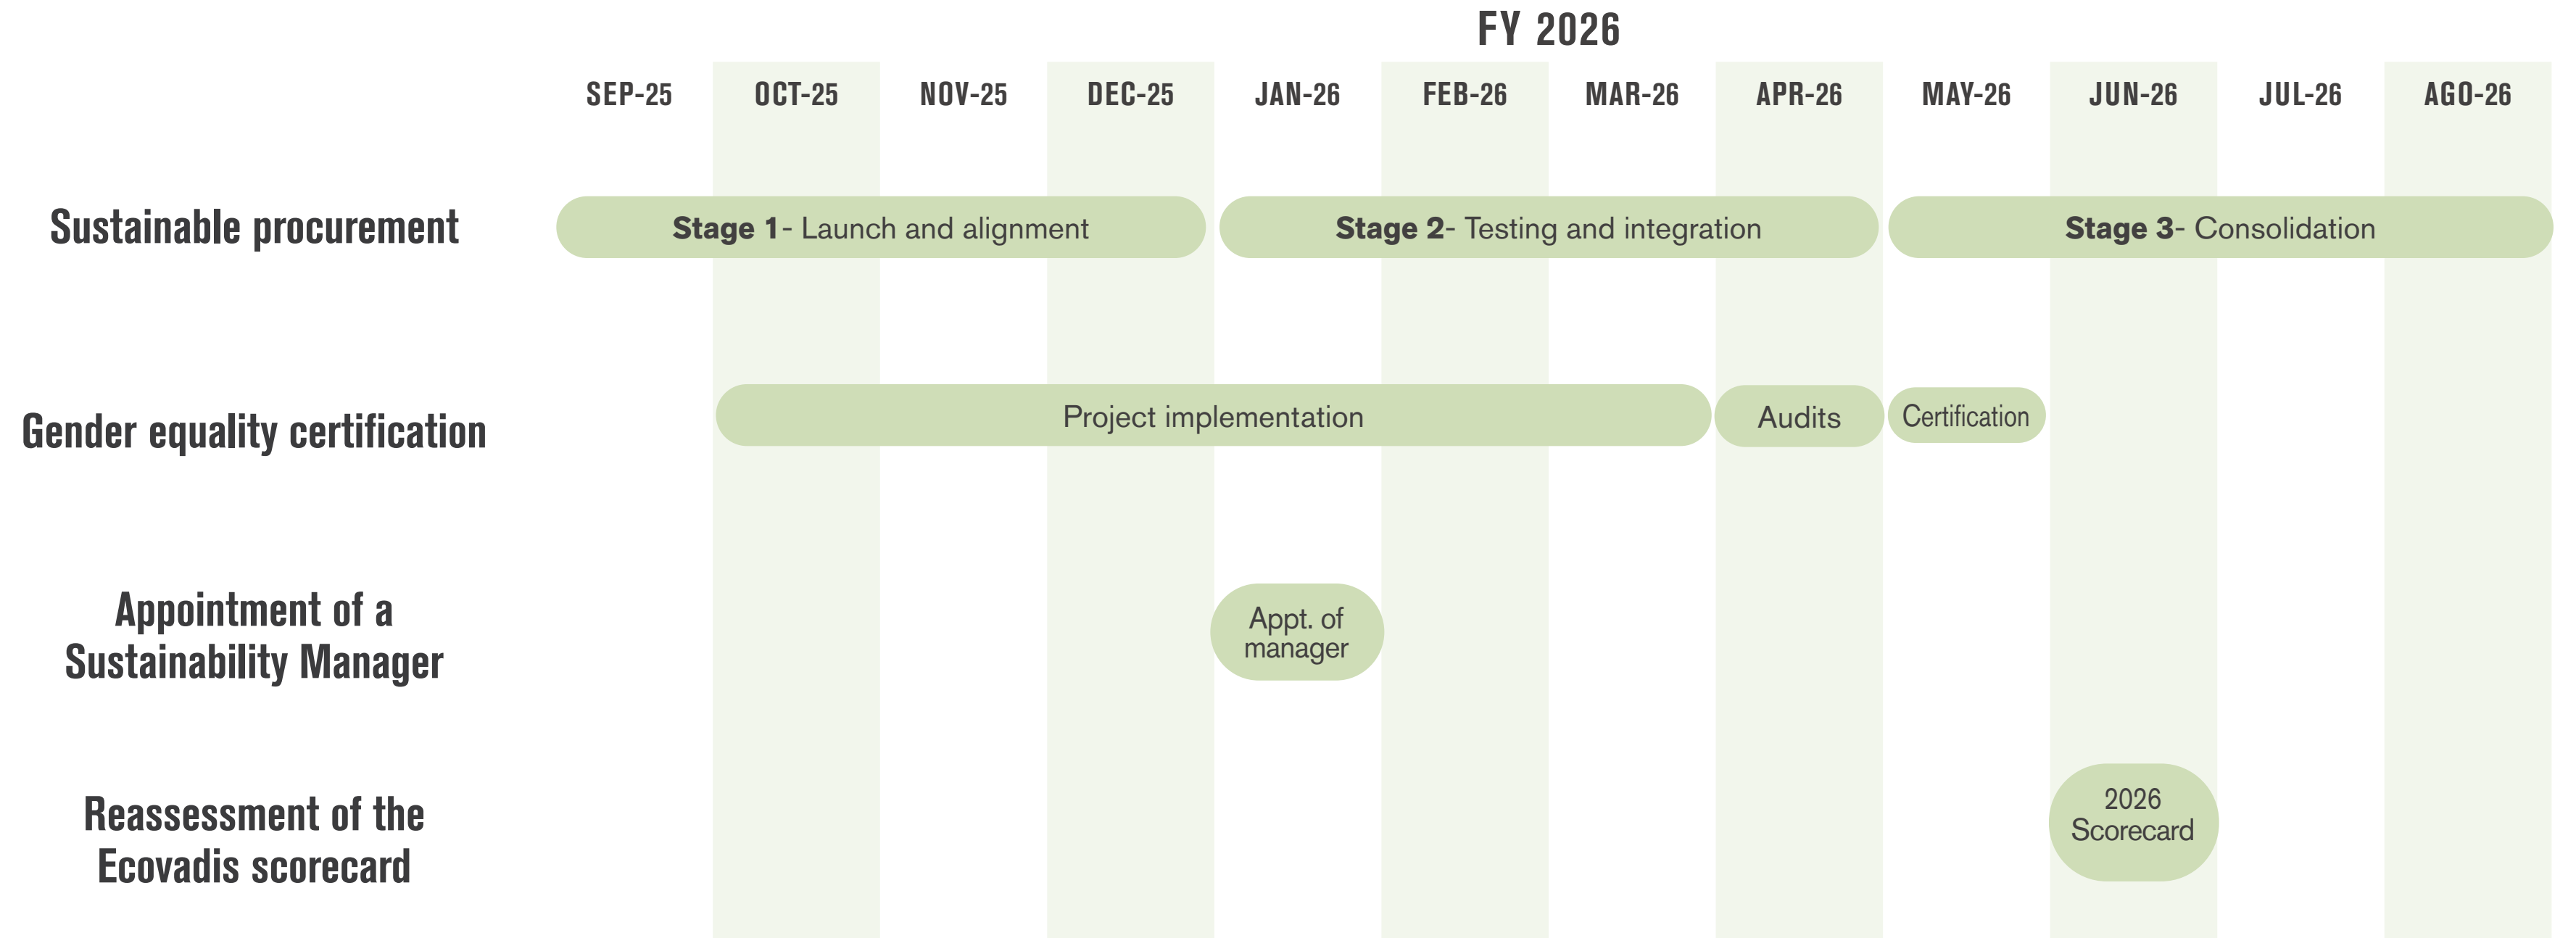 FY 2026
SEP-25 OCT-25 NOV-25 DEC-25 JAN-26 FEB-26 MAR-26 APR-26 MAY-26 JUN-26 JUL-26 AGO-26
Sustainable procurement
Stage 1- Launch and alignment
Stage 2- Testing and integration
Stage 3- Consolidation
Gender equality certification
Project implementation
Audits
Certification
Appointment of a
Sustainability Manager
Appt. of
manager
Reassessment of the
Ecovadis scorecard
2026
Scorecard